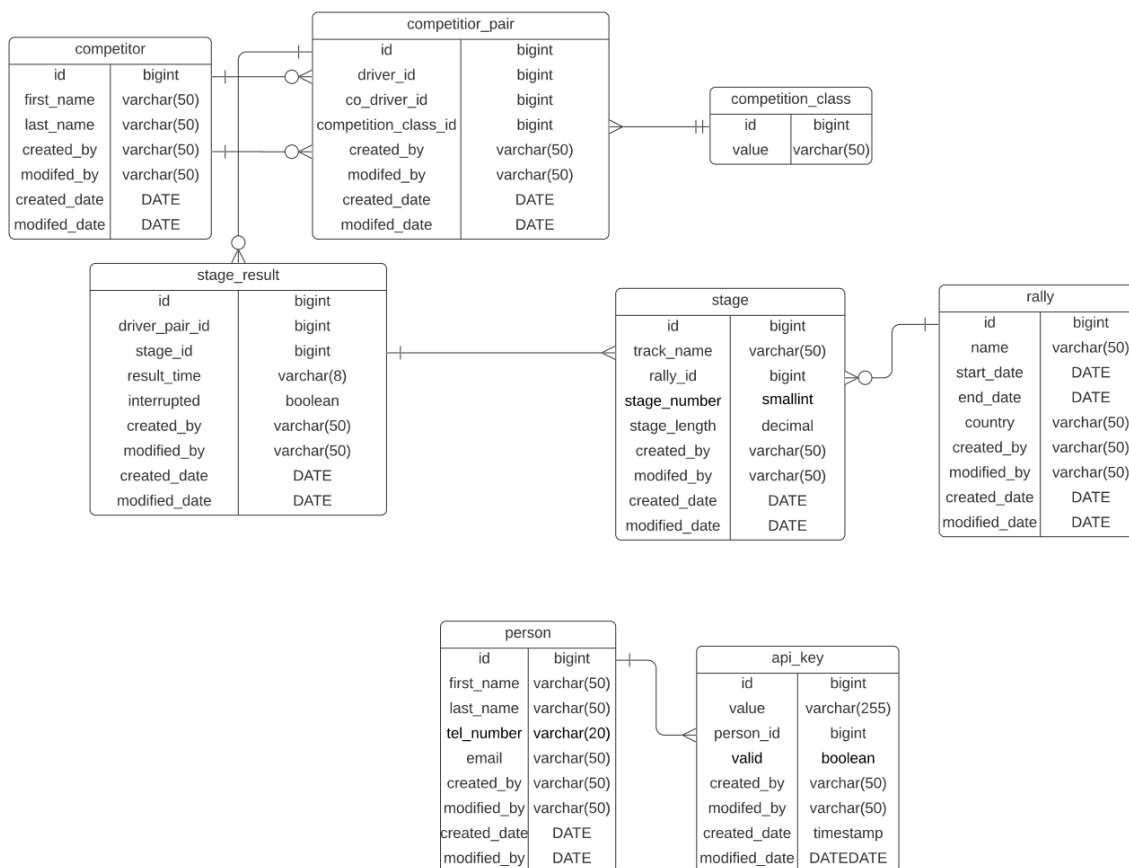 competitior_pair
id bigint
driver_id bigint
co_driver_id bigint
competition_class_id bigint
created_by varchar(50)
modifed_by varchar(50)
created_date DATE
modifed_date DATE
competitor
id bigint
first_name varchar(50)
last_name varchar(50)
created_by varchar(50)
modifed_by varchar(50)
created_date DATE
modifed_date DATE
competition_class
id bigint
value varchar(50)
stage_result
id bigint
driver_pair_id bigint
stage_id bigint
result_time varchar(8)
interrupted boolean
created_by varchar(50)
modified_by varchar(50)
created_date DATE
modified_date DATE
stage
id bigint
track_name varchar(50)
rally_id bigint
stage_number smallint
stage_length decimal
created_by varchar(50)
modifed_by varchar(50)
created_date DATE
modified_date DATE
rally
id bigint
name varchar(50)
start_date DATE
end_date DATE
country varchar(50)
created_by varchar(50)
modified_by varchar(50)
created_date DATE
modified_date DATE
person
id bigint
first_name varchar(50)
last_name varchar(50)
tel_number varchar(20)
email varchar(50)
created_by varchar(50)
modified_by varchar(50)
created_date DATE
modified_by DATE
api_key
id bigint
value varchar(255)
person_id bigint
valid boolean
created_by varchar(50)
modifed_by varchar(50)
created_date timestamp
modified_date DATEDATE